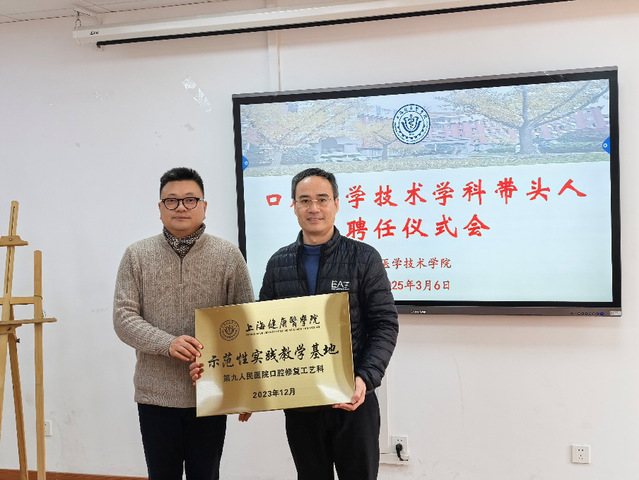 口
学技术学科带头人
聘任仪式会
医学技术学院
25年3月6日
EA7
上海健康醫學院
示范性实践教学基地
第九人民医院口腔修复工艺科
2023年12月